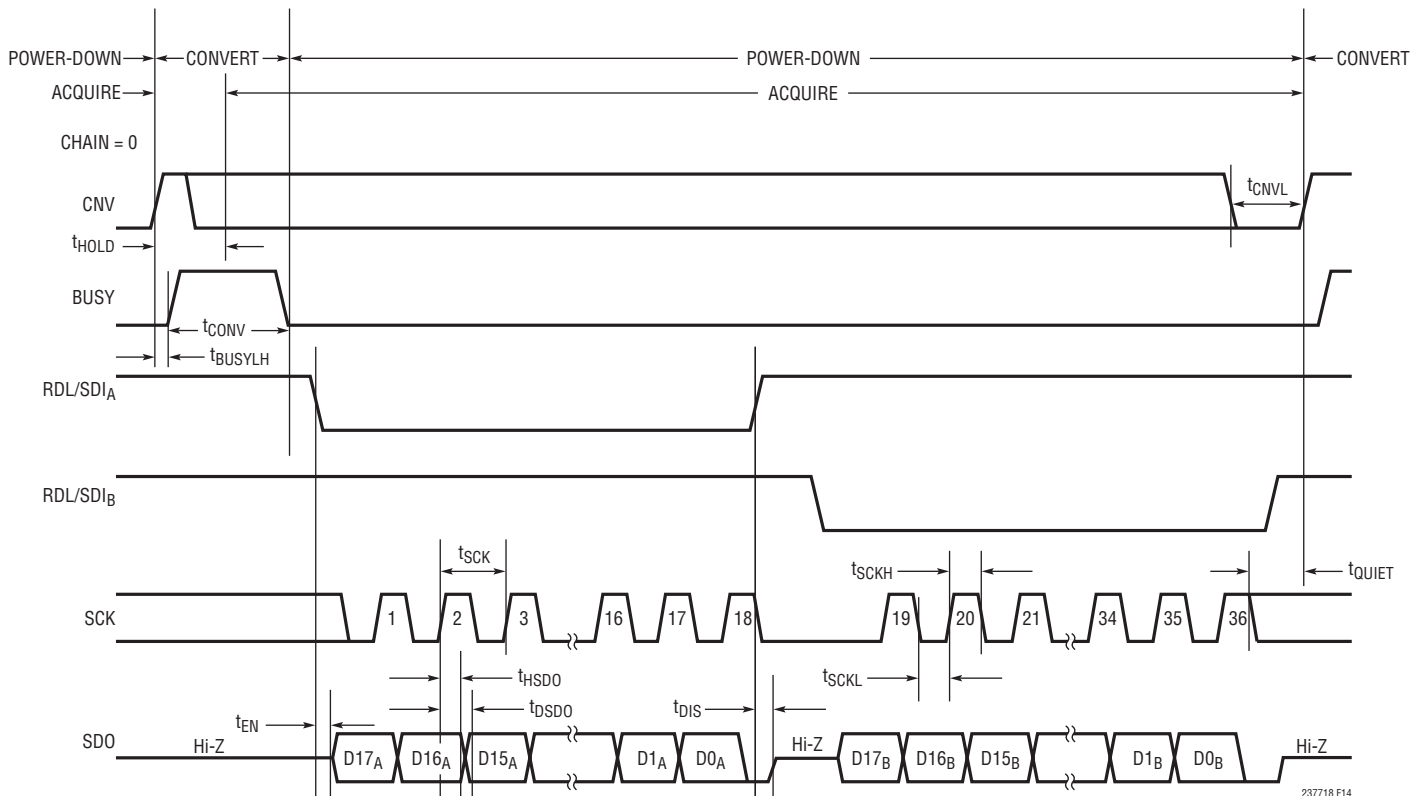 POWER-DOWN CONVERT POWER-DOWN CONVERT
ACQUIRE ACQUIRE
CHAIN = 0
CNV tCNVL
tHOLD
BUSY
tCONV
tBUSYLH
RDL/SDIA
RDL/SDIB
tSCK tSCKH tQUIET
SCK 1 2 3 16 17 18 19 20 21 34 35 36
tHSDO tSCKL
tDSDO tDIS
tEN
SDO Hi-Z D17A D16A D15A D1A D0A Hi-Z D17B D16B D15B D1B D0B Hi-Z
237718 F14